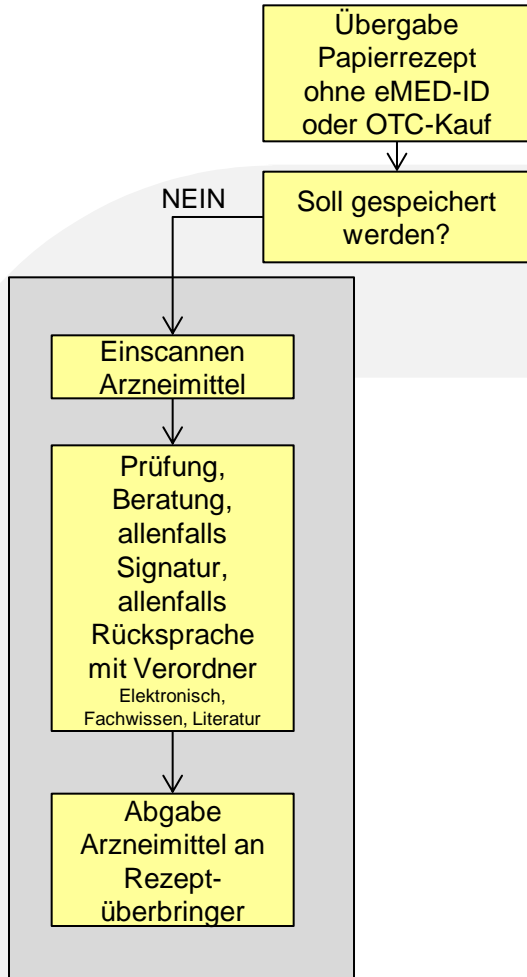 Übergabe
Papierrezept
ohne eMED-ID
oder OTC-Kauf
NEIN
Soll gespeichert
werden?
Einscannen
Arzneimittel
Prüfung,
Beratung,
allenfalls
Signatur,
allenfalls
Rücksprache
mit Verordner
Elektronisch,
Fachwissen, Literatur
Abgabe
Arzneimittel an
Rezept-
überbringer